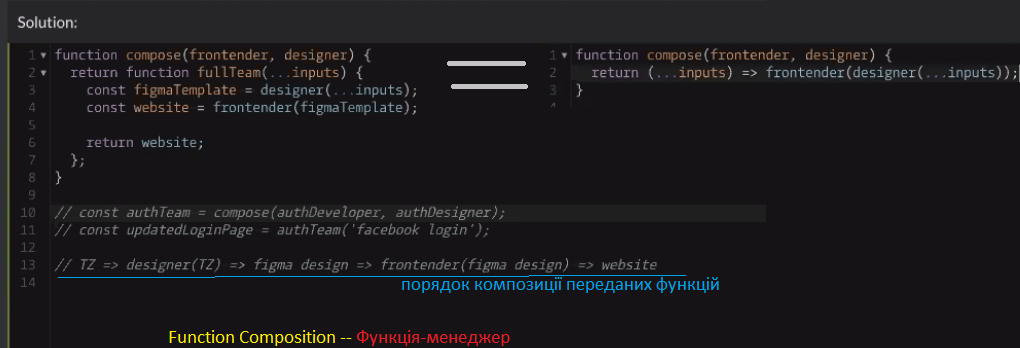 Solution:
1 function compose(frontender, designer) {
2 return function fullTeam(...inputs) {
3 const figmaTemplate = designer(...inputs);
4 const website = frontender(figmaTemplate);
5
6 return website;
7 };
8 }
9
10 // const authTeam = compose(authDeveloper, authDesigner);
11 // const updatedLoginPage = authTeam('facebook login');
12
13 // TZ => designer(TZ) => figma design => frontender(figma design) => website
14
1 function compose(frontender, designer) {
2 return (...inputs) => frontender(designer(...inputs));
3 }
4
порядок композиції переданих функцій
Function Composition -- Функція-менеджер